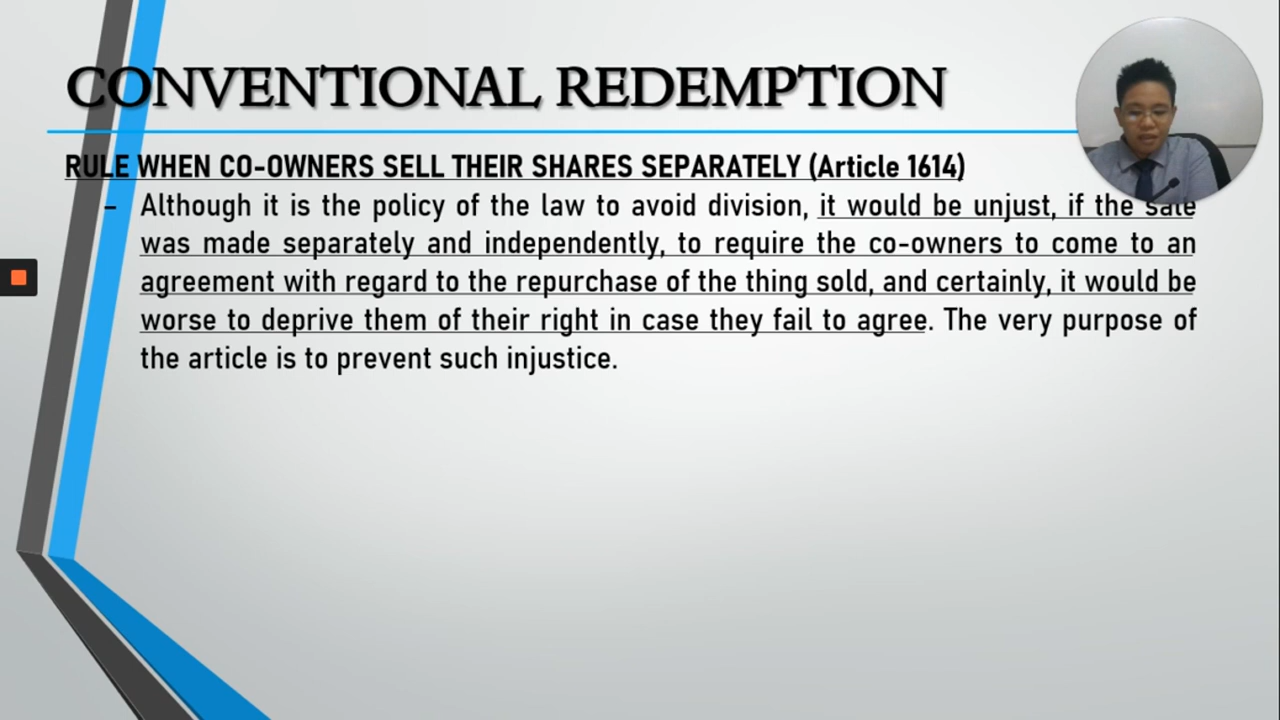 CONVENTIONAL REDEMPTION
RULE WHEN CO-OWNERS SELL THEIR SHARES SEPARATELY (Article 1614)
– Although it is the policy of the law to avoid division, it would be unjust, if the sale
was made separately and independently, to require the co-owners to come to an
agreement with regard to the repurchase of the thing sold, and certainly, it would be
worse to deprive them of their right in case they fail to agree. The very purpose of
the article is to prevent such injustice.